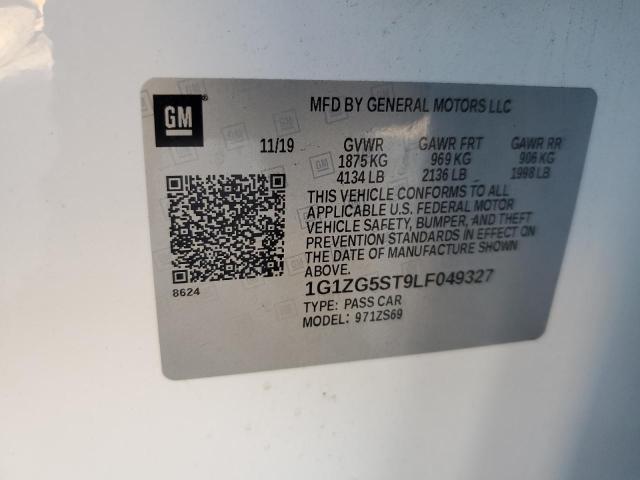 GM®
MFD BY GENERAL MOTORS LLC
11/19 GVWR GAWR FRT GAWR RR
1875 KG 969 KG 906 KG
4134 LB 2136 LB 1998 LB
THIS VEHICLE CONFORMS TO ALL
APPLICABLE U.S. FEDERAL MOTOR
VEHICLE SAFETY, BUMPER, AND THEFT
PREVENTION STANDARDS IN EFFECT ON
THE DATE OF MANUFACTURE SHOWN
ABOVE.
8624
1G1ZG5ST9LF049327
TYPE: PASS CAR
MODEL: 971ZS69